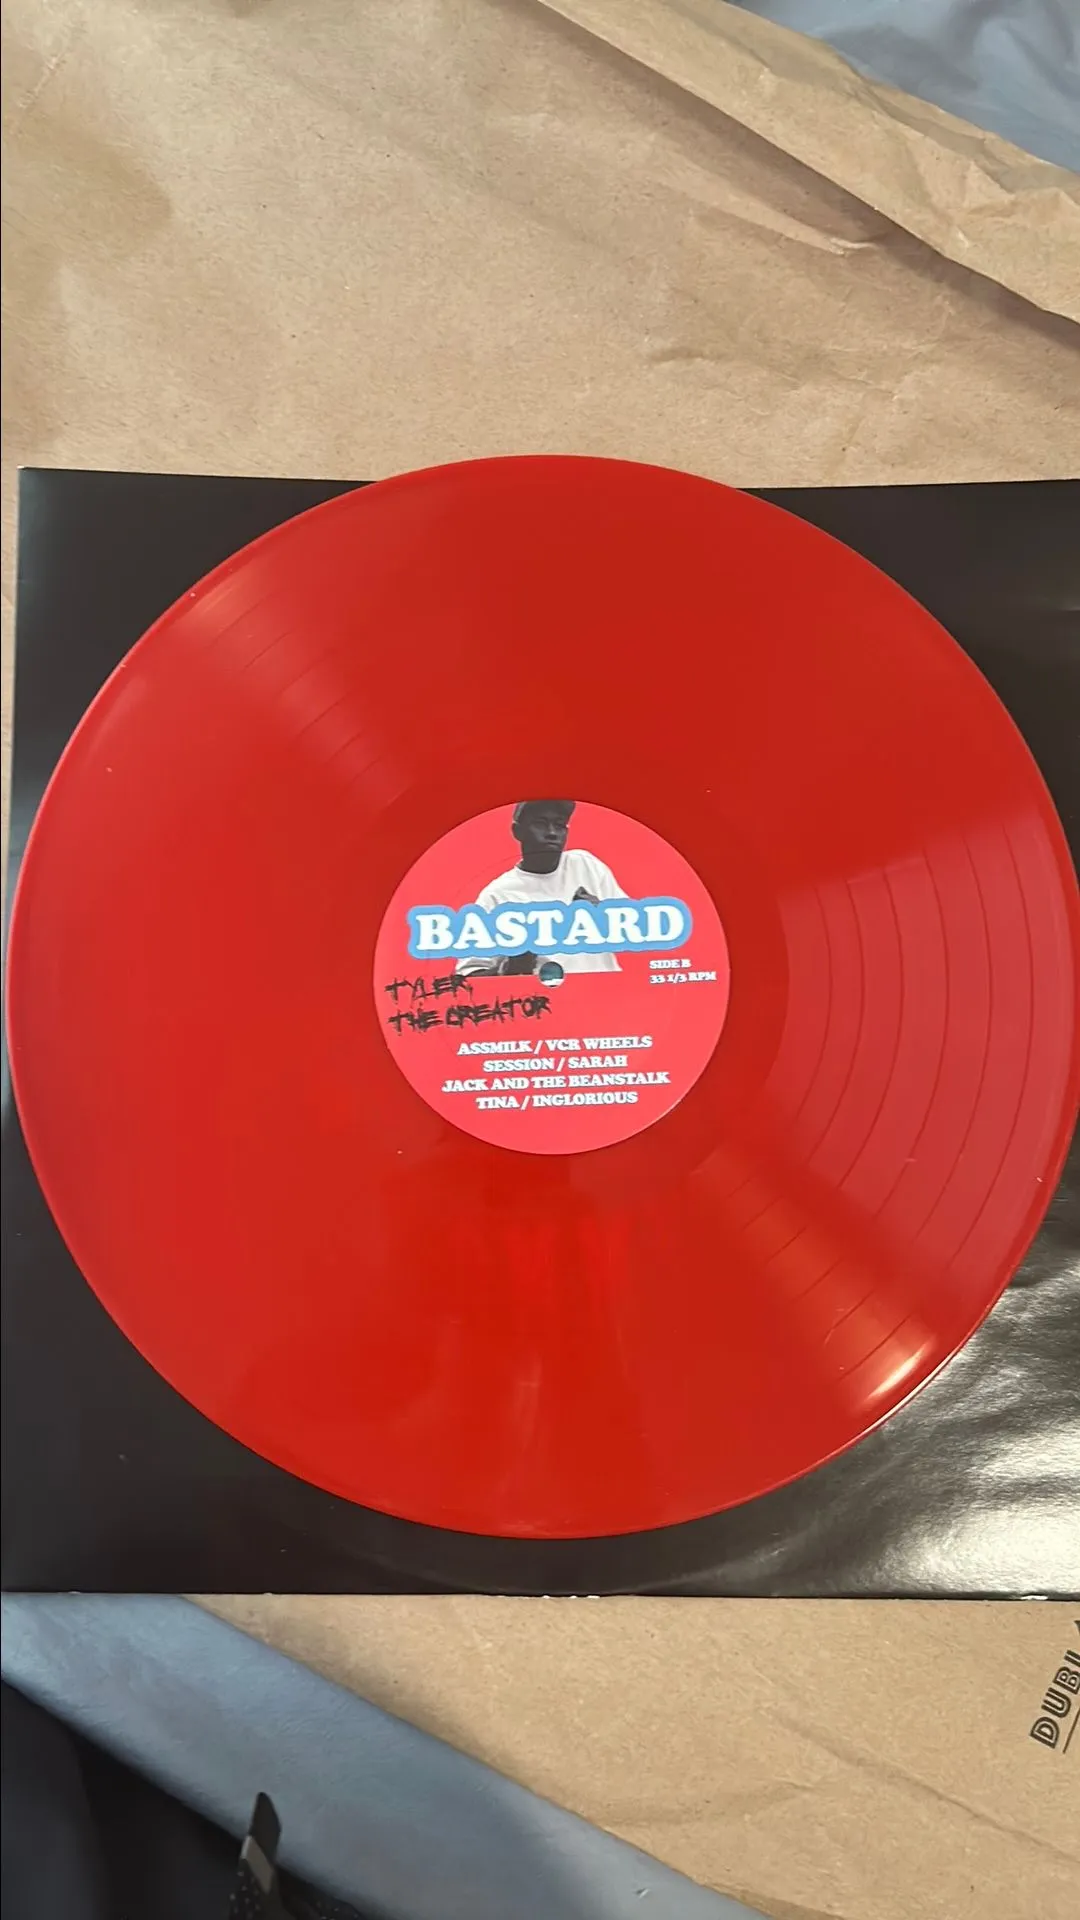 BASTARD
SIDE B
33 1/3 RPM
TYLER,
THE CREATOR
ASSMILK / VCR WHEELS
SESSION / SARAH
JACK AND THE BEANSTALK
TINA / INGLORIOUS